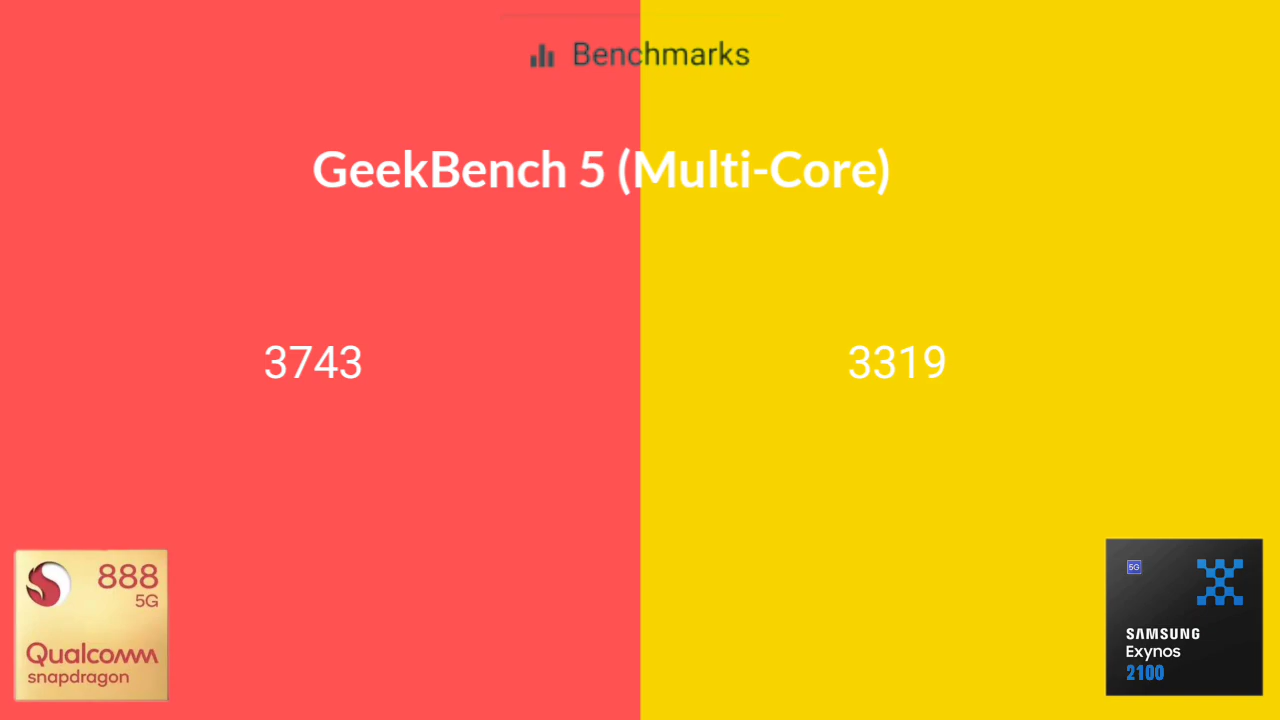 Benchmarks
GeekBench 5 (Multi-Core)
3743
3319
888
5G
Qualcomm
snapdragon
5G
SAMSUNG
Exynos
2100